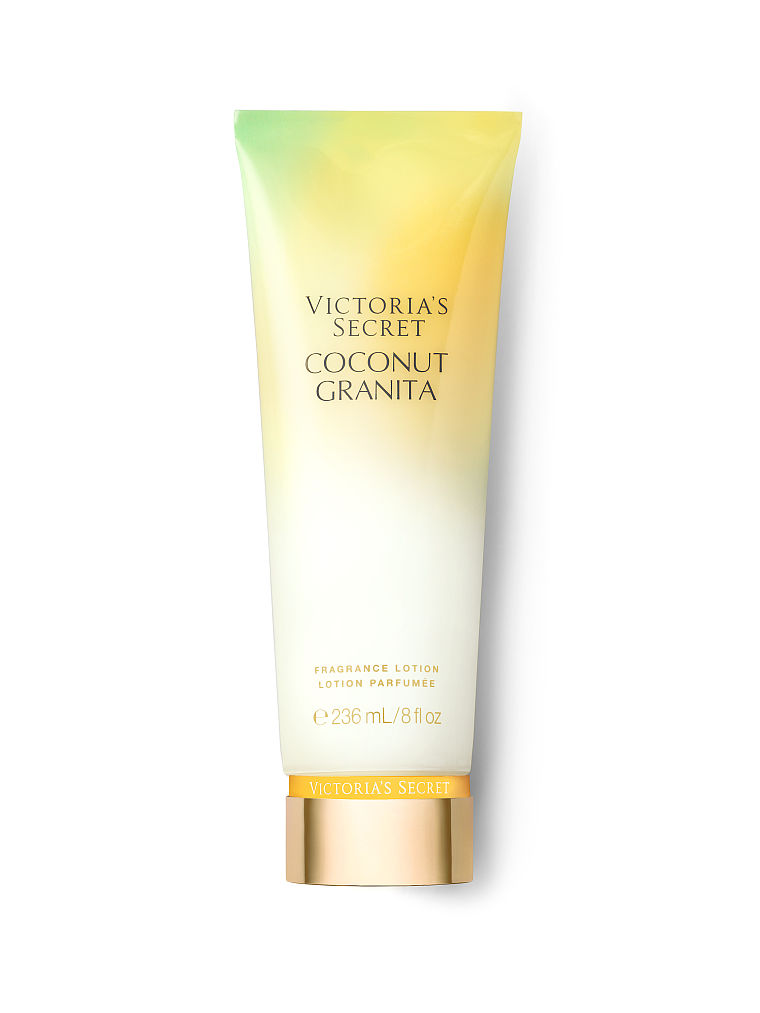 VICTORIA'S
SECRET
COCONUT
GRANITA
FRAGRANCE LOTION
LOTION PARFUMÉE
℮ 236 mL/8 fl oz
VICTORIA'S SECRET